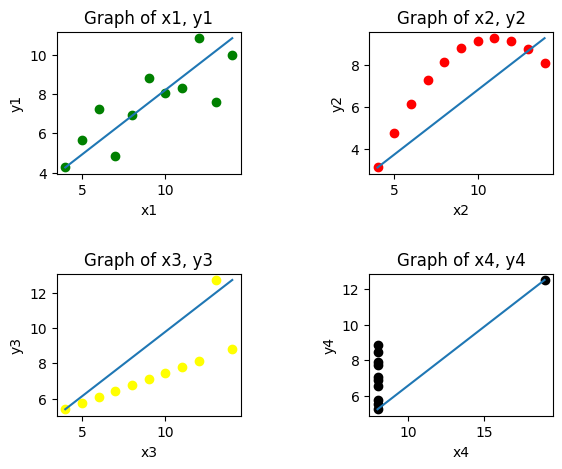 Graph of x1, y1
10
8
6
4
y1
5 10
x1
Graph of x2, y2
8
6
4
y2
5 10
x2
Graph of x3, y3
12
10
8
6
y3
5 10
x3
Graph of x4, y4
12
10
8
6
y4
10 15
x4